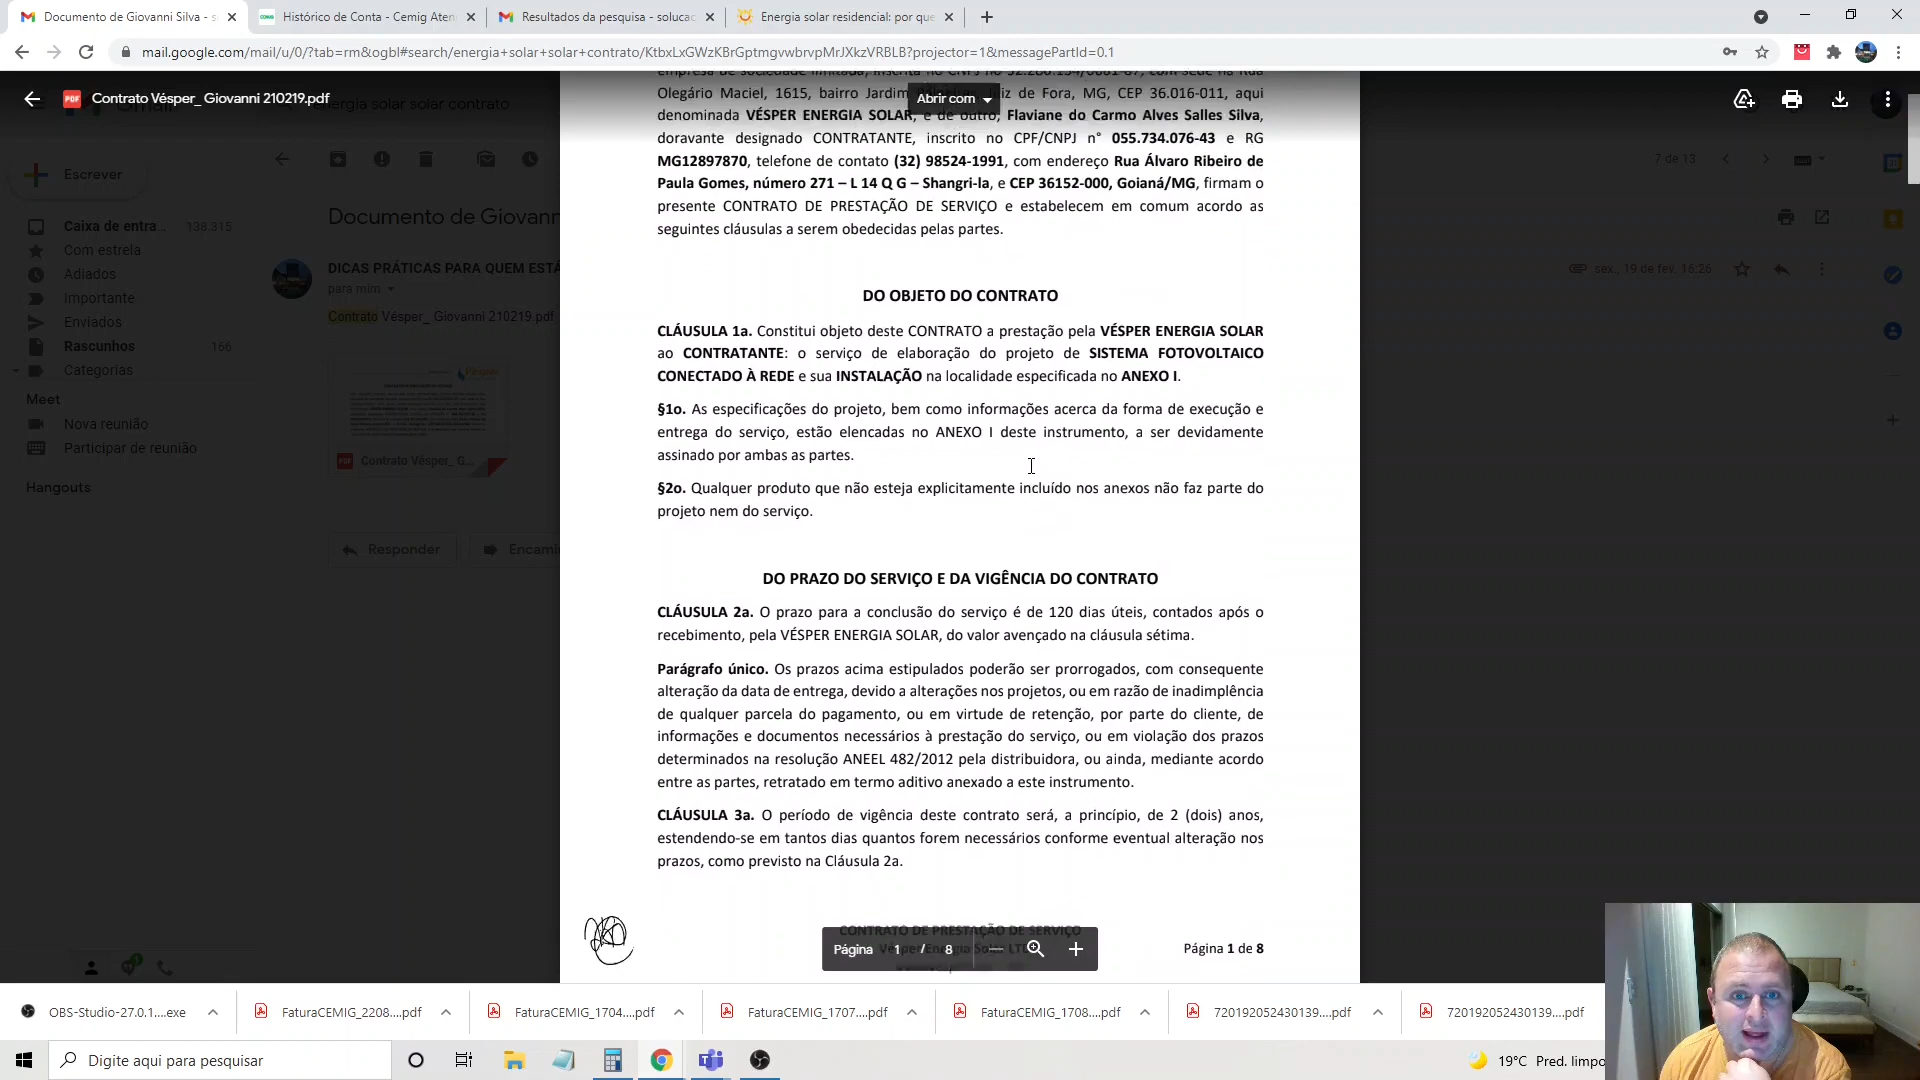 Documento de Giovanni Silva - s
Histórico de Conta - Cemig Aten
Resultados da pesquisa - solucac
Energia solar residencial: por que
mail.google.com/mail/u/0/?tab=rm&ogbl#search/energia+solar+solar+contrato/KtbxLxGWzKBrGptmgvwbrvpMrJXkzVRBLB?projector=1&messagePartId=0.1
Contrato Vésper_ Giovanni 210219.pdf
energia solar solar contrato
Abrir com
Escrever
Caixa de entra... 138.315
Com estrela
Adiados
Importante
Enviados
Rascunhos 166
Categorias
Meet
Nova reunião
Participar de reunião
Hangouts
7 de 13
Documento de Giovann
DICAS PRÁTICAS PARA QUEM ESTÁ
para mim
sex., 19 de fev. 16:26
Contrato Vésper_ Giovanni 210219.pdf
Contrato Vésper_ G...
Responder
Encami
Olegário Maciel, 1615, bairro Jardim Juiz de Fora, MG, CEP 36.016-011, aqui
denominada VÉSPER ENERGIA SOLAR, e de outro, Flaviane do Carmo Alves Salles Silva,
doravante designado CONTRATANTE, inscrito no CPF/CNPJ n° 055.734.076-43 e RG
MG12897870, telefone de contato (32) 98524-1991, com endereço Rua Álvaro Ribeiro de
Paula Gomes, número 271 – L 14 Q G – Shangri-la, e CEP 36152-000, Goianá/MG, firmam o
presente CONTRATO DE PRESTAÇÃO DE SERVIÇO e estabelecem em comum acordo as
seguintes cláusulas a serem obedecidas pelas partes.
DO OBJETO DO CONTRATO
CLÁUSULA 1a. Constitui objeto deste CONTRATO a prestação pela VÉSPER ENERGIA SOLAR
ao CONTRATANTE: o serviço de elaboração do projeto de SISTEMA FOTOVOLTAICO
CONECTADO À REDE e sua INSTALAÇÃO na localidade especificada no ANEXO I.
§1o. As especificações do projeto, bem como informações acerca da forma de execução e
entrega do serviço, estão elencadas no ANEXO I deste instrumento, a ser devidamente
assinado por ambas as partes.
§2o. Qualquer produto que não esteja explicitamente incluído nos anexos não faz parte do
projeto nem do serviço.
DO PRAZO DO SERVIÇO E DA VIGÊNCIA DO CONTRATO
CLÁUSULA 2a. O prazo para a conclusão do serviço é de 120 dias úteis, contados após o
recebimento, pela VÉSPER ENERGIA SOLAR, do valor avençado na cláusula sétima.
Parágrafo único. Os prazos acima estipulados poderão ser prorrogados, com consequente
alteração da data de entrega, devido a alterações nos projetos, ou em razão de inadimplência
de qualquer parcela do pagamento, ou em virtude de retenção, por parte do cliente, de
informações e documentos necessários à prestação do serviço, ou em violação dos prazos
determinados na resolução ANEEL 482/2012 pela distribuidora, ou ainda, mediante acordo
entre as partes, retratado em termo aditivo anexado a este instrumento.
CLÁUSULA 3a. O período de vigência deste contrato será, a princípio, de 2 (dois) anos,
estendendo-se em tantos dias quantos forem necessários conforme eventual alteração nos
prazos, como previsto na Cláusula 2a.
CONTRATO DE PRESTAÇÃO DE SERVIÇO
Página 1 / 8
Página 1 de 8
OBS-Studio-27.0.1....exe
FaturaCEMIG_2208....pdf
FaturaCEMIG_1704....pdf
FaturaCEMIG_1707....pdf
FaturaCEMIG_1708....pdf
720192052430139....pdf
720192052430139....pdf
Digite aqui para pesquisar
19°C Pred. limpo